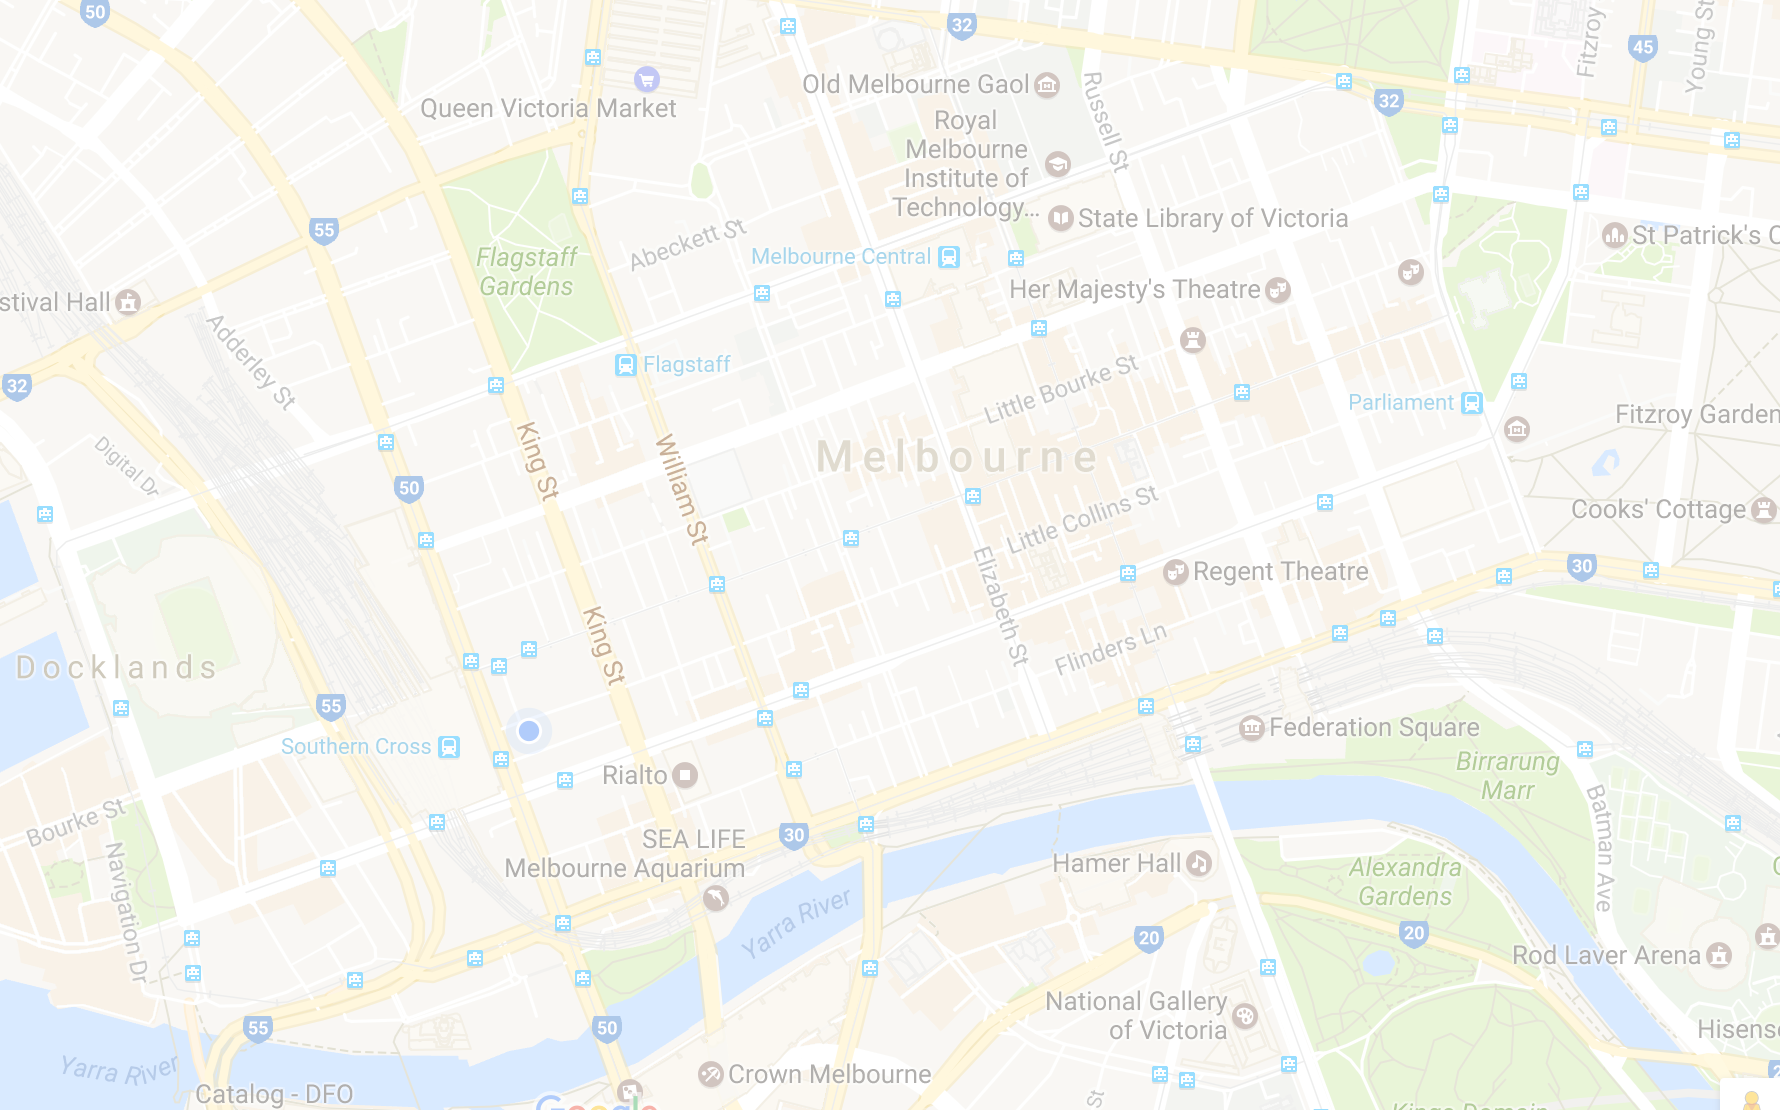 50
32
45
Fitzroy
Young St
Old Melbourne Gaol
Queen Victoria Market
Russell St
32
Royal
Melbourne
Institute of
Technology...
State Library of Victoria
55
Abeckett St
Flagstaff
Gardens
Melbourne Central
St Patrick's C
stival Hall
Her Majesty's Theatre
Adderley St
Flagstaff
32
Little Bourke St
Parliament
Fitzroy Garden
King St
William St
Melbourne
Digital Dr
50
Little Collins St
Cooks' Cottage
Elizabeth St
Regent Theatre
30
King St
Flinders Ln
Docklands
55
Southern Cross
Federation Square
Rialto
Birrarung
Marr
Bourke St
SEA LIFE
Melbourne Aquarium
30
Batman Ave
Navigation Dr
Hamer Hall
Alexandra
Gardens
Yarra River
20
20
Rod Laver Arena
National Gallery
of Victoria
55
50
Hisens
Yarra River
Crown Melbourne
Catalog - DFO
St
Google
Kings Domain